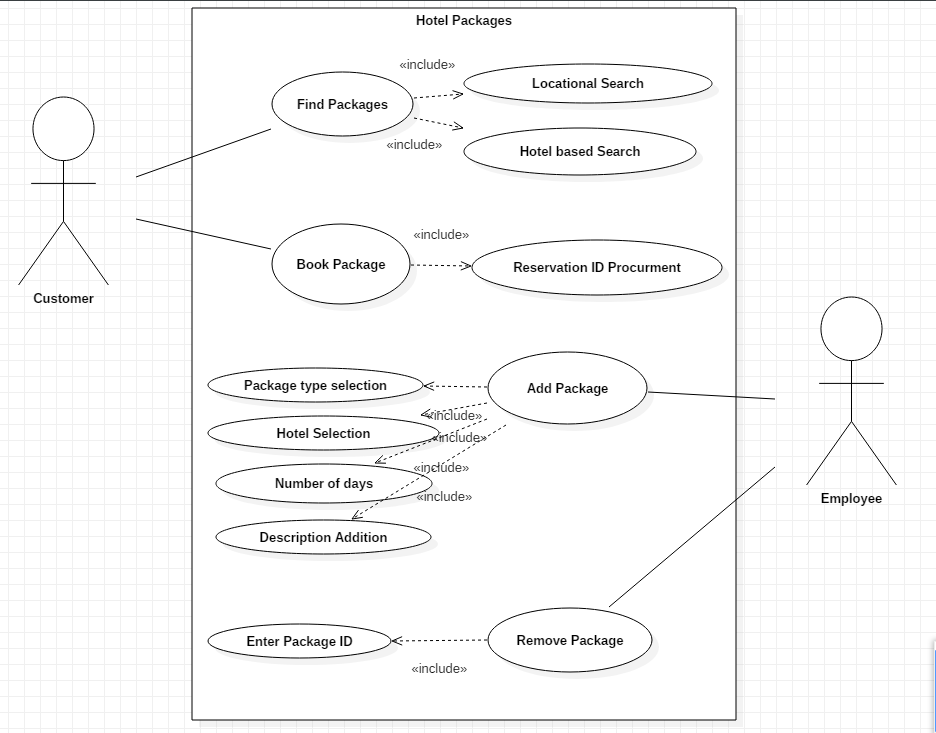 Hotel Packages
«include»
Locational Search
Find Packages
«include»
Hotel based Search
Customer
«include»
Book Package
Reservation ID Procurment
Package type selection
Add Package
«include»
Hotel Selection
«include»
«include»
Number of days
«include»
Description Addition
Employee
Enter Package ID
Remove Package
«include»